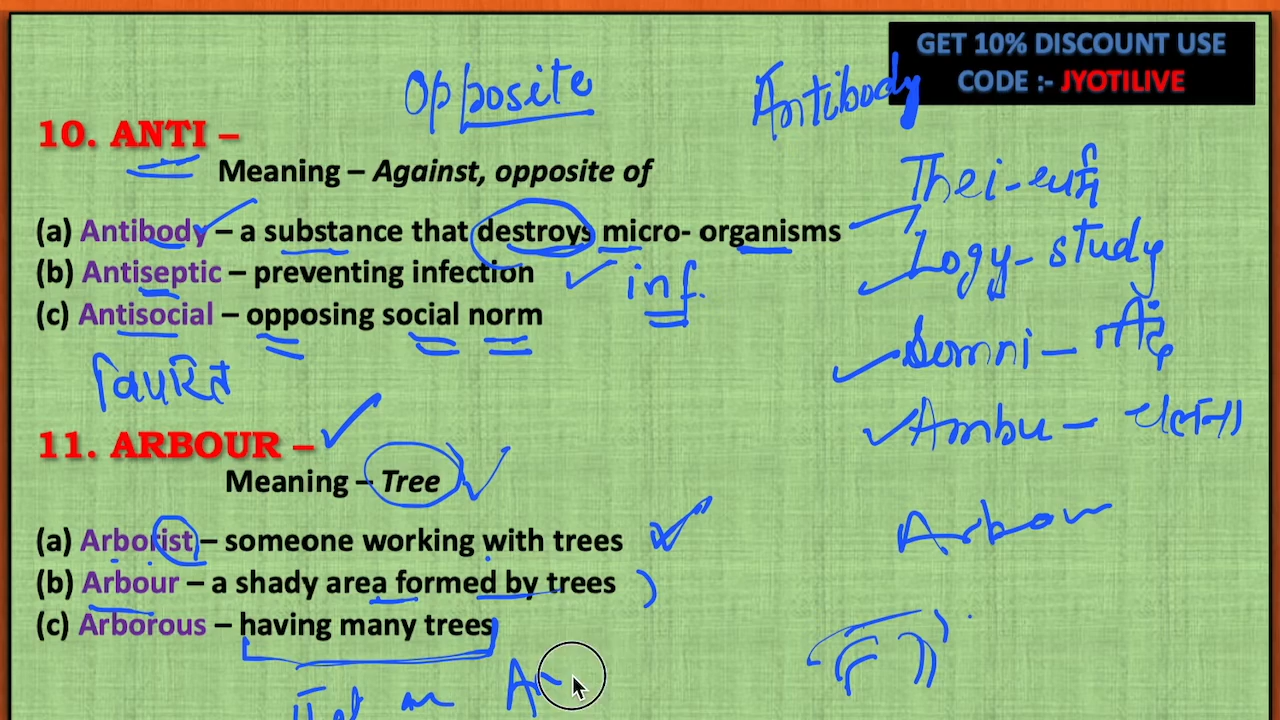 GET 10% DISCOUNT USE
CODE :- JYOTILIVE
Opposite
Antibody
10. ANTI –
Meaning – Against, opposite of
Thei-
(a) Antibody – a substance that destroys micro- organisms
Logy - study
(b) Antiseptic – preventing infection
inf.
(c) Antisocial – opposing social norm
Somni – नींद
विपरित
Ambu – चलना
11. ARBOUR –
Meaning – Tree
(a) Arborist – someone working with trees
Arbour
(b) Arbour – a shady area formed by trees
(c) Arborous – having many trees